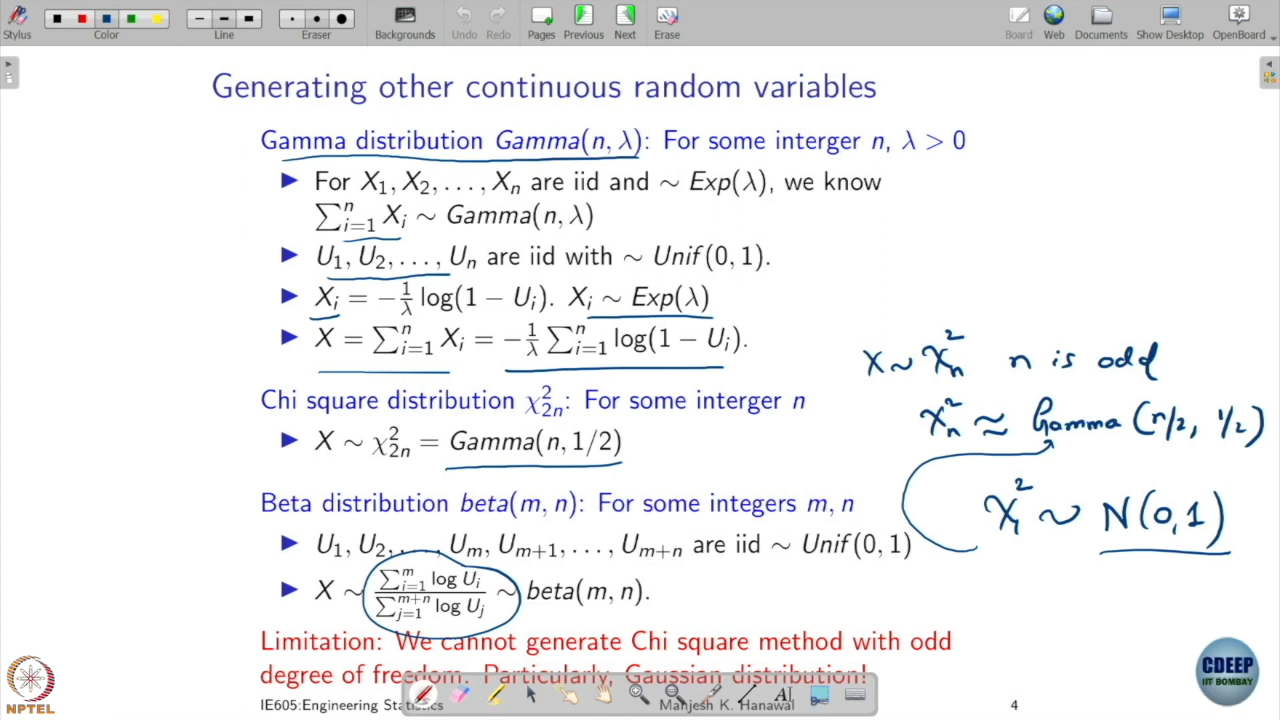 Stylus Color Line Eraser Backgrounds Undo Redo Pages Previous Next Erase Board Web Documents Show Desktop OpenBoard
Generating other continuous random variables
Gamma distribution Gamma(n, λ): For some interger n, λ > 0
▶ For X₁, X₂, . . . , Xₙ are iid and ∼ Exp(λ), we know
∑ⁿᵢ₌₁ Xᵢ ∼ Gamma(n, λ)
▶ U₁, U₂, . . . , Uₙ are iid with ∼ Unif(0, 1).
▶ Xᵢ = −1/λ log(1 − Uᵢ). Xᵢ ∼ Exp(λ)
▶ X = ∑ⁿᵢ₌₁ Xᵢ = −1/λ ∑ⁿᵢ₌₁ log(1 − Uᵢ).
X ∼ χ²ₙ n is odd
Chi square distribution χ²₂ₙ: For some interger n
χ²ₙ ≈ Gamma (n/2, 1/2)
▶ X ∼ χ²₂ₙ = Gamma(n, 1/2)
Beta distribution beta(m, n): For some integers m, n
χ²₁ ∼ N(0,1)
▶ U₁, U₂, . . . , Uₘ, Uₘ₊₁, . . . , Uₘ₊ₙ are iid ∼ Unif(0, 1)
▶ X ∼ ∑ᵐᵢ₌₁ log Uᵢ / ∑ᵐ⁺ⁿⱼ₌₁ log Uⱼ ∼ beta(m, n).
Limitation: We cannot generate Chi square method with odd
degree of freedom. Particularly, Gaussian distribution!
CDEEP
IIT BOMBAY
NPTEL
IE605:Engineering Statistics Manjesh K. Hanawal 4